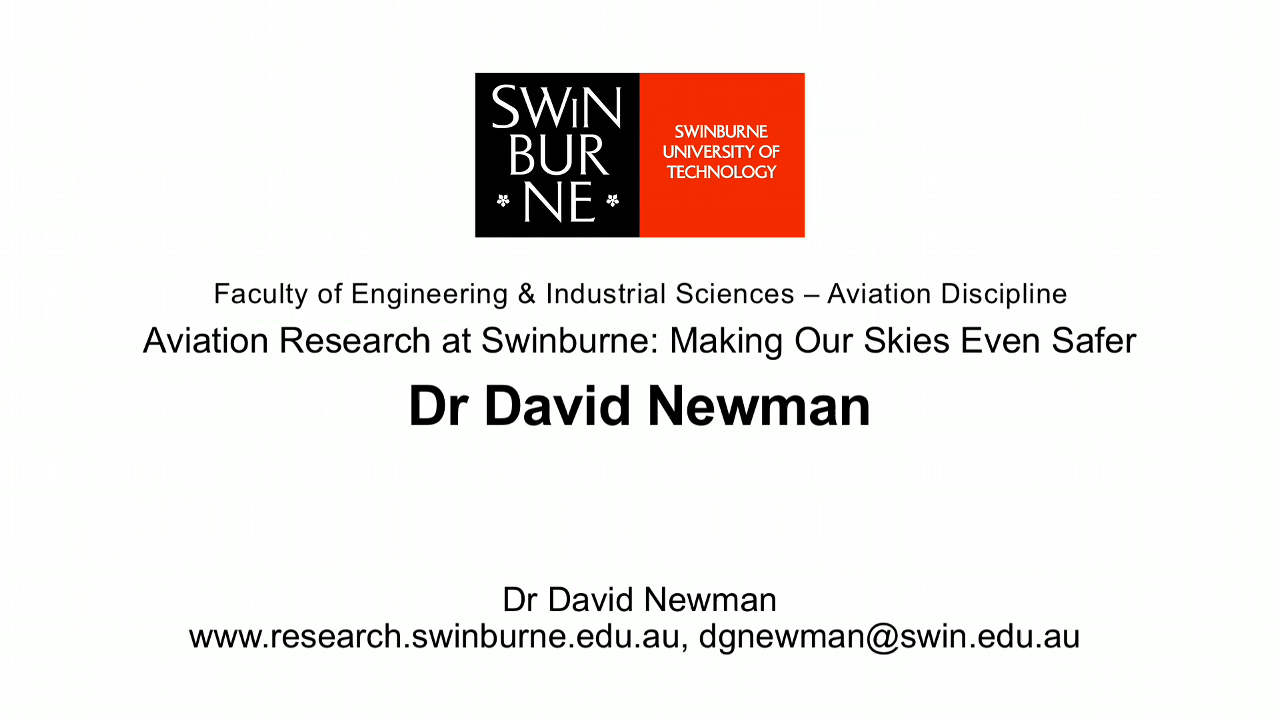 SWiN
BUR
NE
SWINBURNE
UNIVERSITY OF
TECHNOLOGY
Faculty of Engineering & Industrial Sciences – Aviation Discipline
Aviation Research at Swinburne: Making Our Skies Even Safer
Dr David Newman
Dr David Newman
www.research.swinburne.edu.au, dgnewman@swin.edu.au